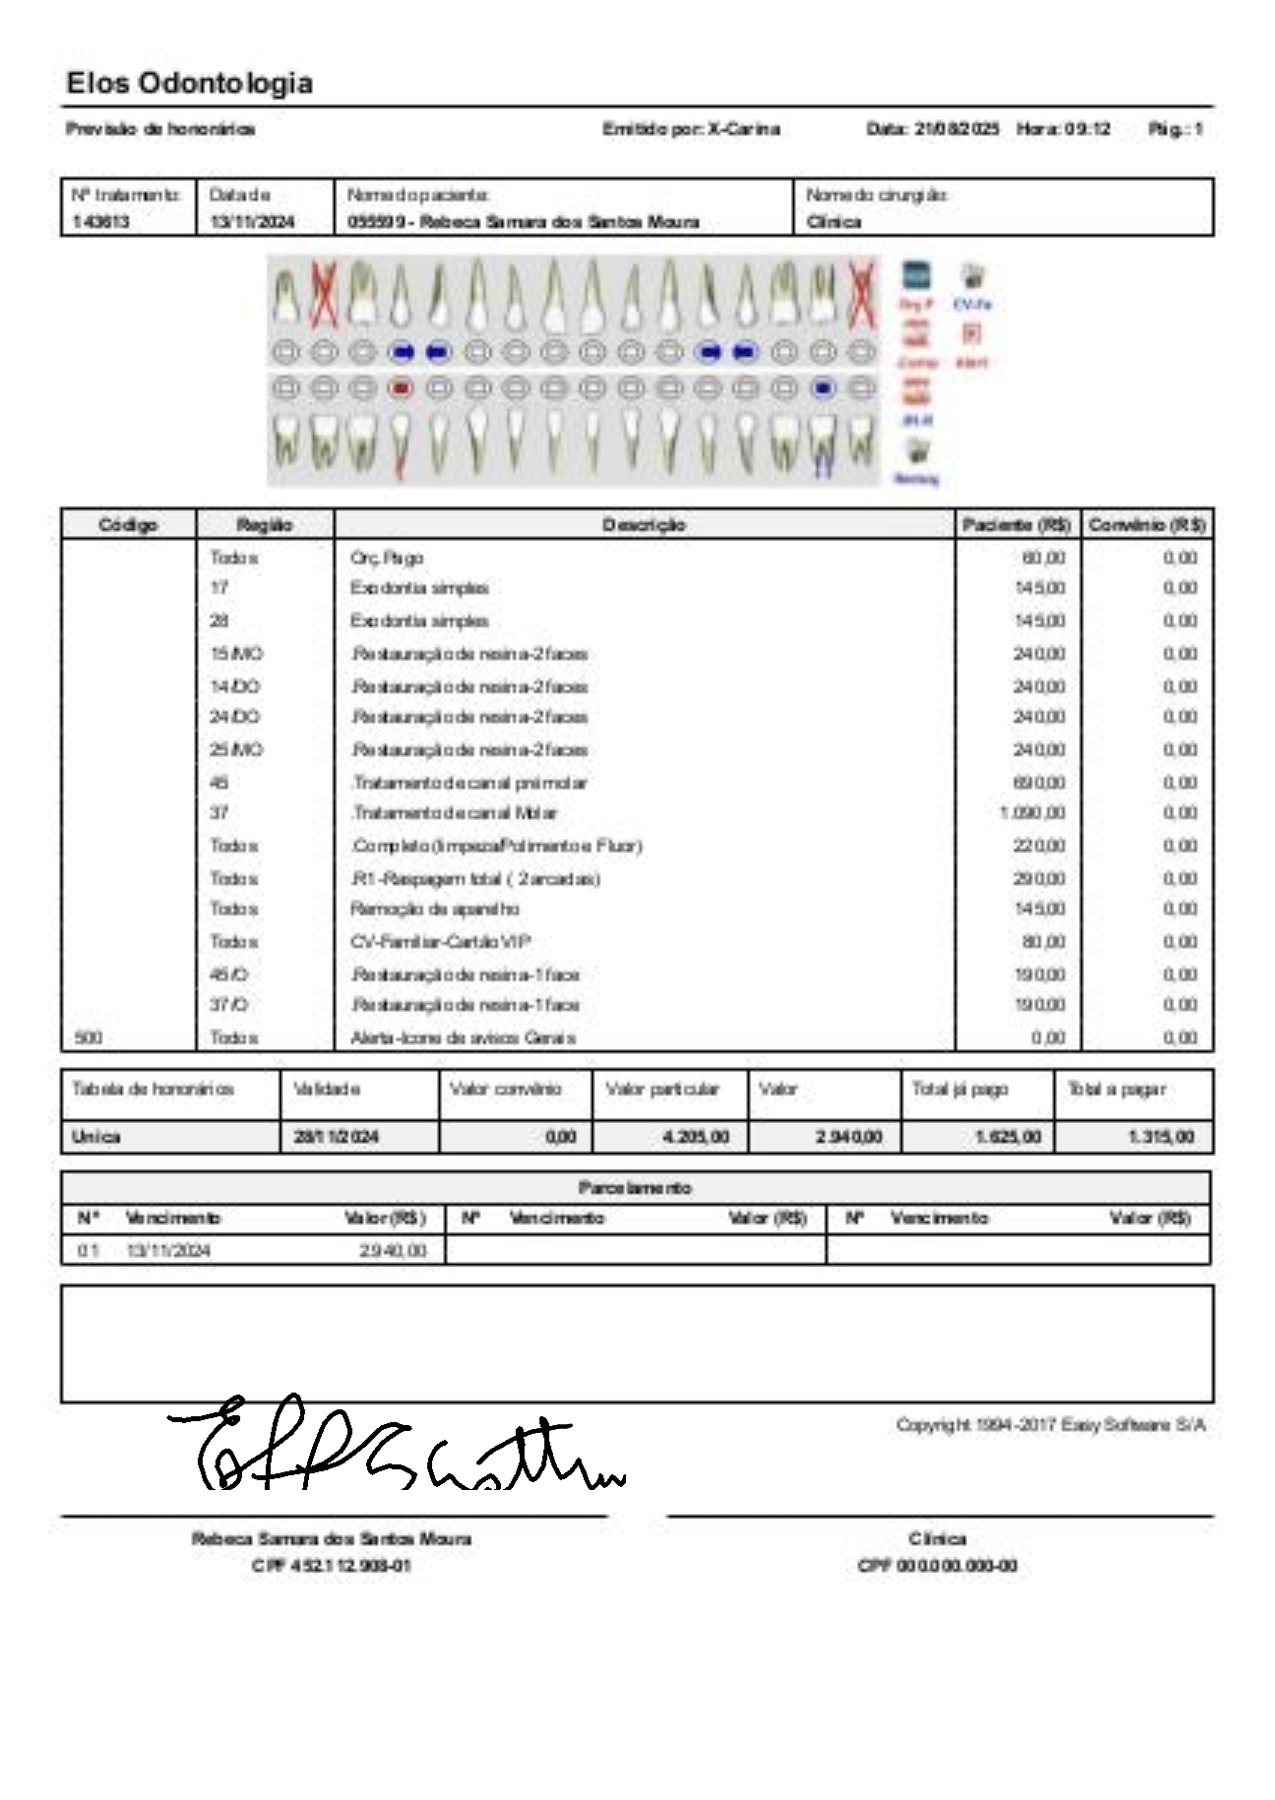 Elos Odontologia
Previsão de honorários Emitido por: X-Carina Data: 21/08/2025 Hora: 09:12 Pág.: 1
Nº tratamento: Data de Nome do paciente: Nome do cirurgião:
143613 13/11/2024 055599 - Rebeca Samara dos Santos Moura Clínica
Orç.P CV-Fa
Comp Alert
.R1-R
Remoç
Código Região Descrição Paciente (R$) Convênio (R$)
Todos Orç.Pago 60,00 0,00
17 Exodontia simples 145,00 0,00
28 Exodontia simples 145,00 0,00
15/MO .Restauração de resina-2 faces 240,00 0,00
14/DO .Restauração de resina-2 faces 240,00 0,00
24/DO .Restauração de resina-2 faces 240,00 0,00
25/MO .Restauração de resina-2 faces 240,00 0,00
45 .Tratamento de canal prémolar 690,00 0,00
37 .Tratamento de canal Molar 1.090,00 0,00
Todos .Completo(limpeza/Polimento e Fluor) 220,00 0,00
Todos .R1-Raspagem total ( 2 arcadas) 290,00 0,00
Todos Remoção de aparelho 145,00 0,00
Todos CV-Familiar-Cartão VIP 80,00 0,00
45/O .Restauração de resina-1 face 190,00 0,00
37/O .Restauração de resina-1 face 190,00 0,00
500 Todos Alerta-Icone de avisos Gerais 0,00 0,00
Tabela de honorários Validade Valor convênio Valor particular Valor Total já pago Total a pagar
Unica 28/11/2024 0,00 4.205,00 2.940,00 1.625,00 1.315,00
Parcelamento
Nº Vencimento Valor (R$) Nº Vencimento Valor (R$) Nº Vencimento Valor (R$)
01 13/11/2024 2.940,00
Copyright 1994-2017 Easy Software S/A
Rebeca Samara dos Santos Moura Clínica
CPF 452.112.908-01 CPF 000.000.000-00